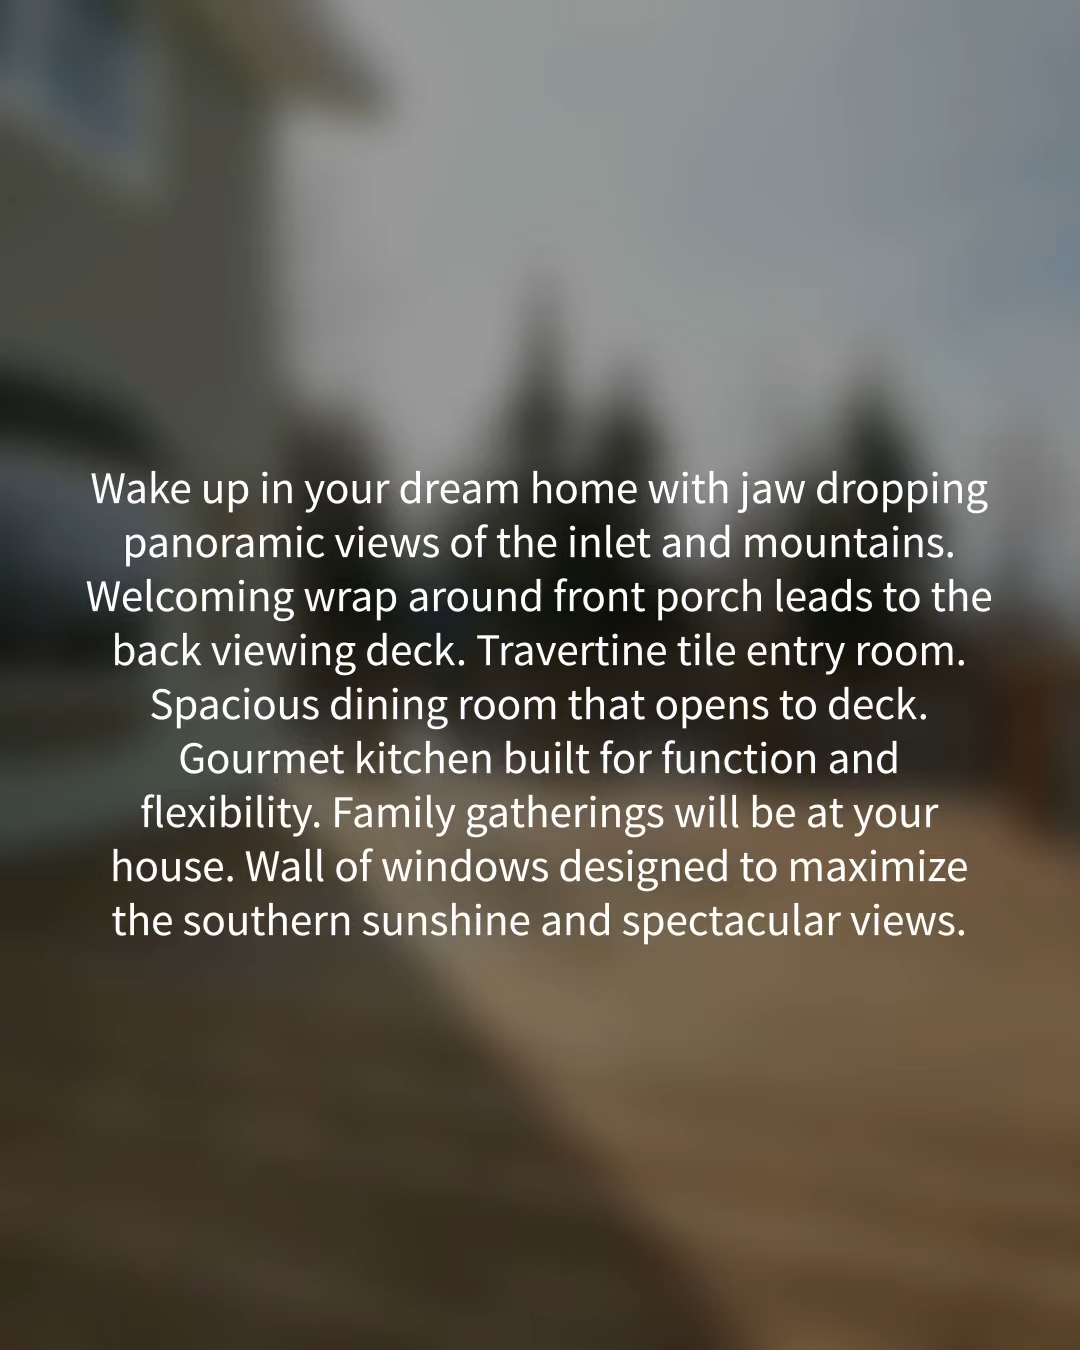 Wake up in your dream home with jaw dropping
panoramic views of the inlet and mountains.
Welcoming wrap around front porch leads to the
back viewing deck. Travertine tile entry room.
Spacious dining room that opens to deck.
Gourmet kitchen built for function and
flexibility. Family gatherings will be at your
house. Wall of windows designed to maximize
the southern sunshine and spectacular views.